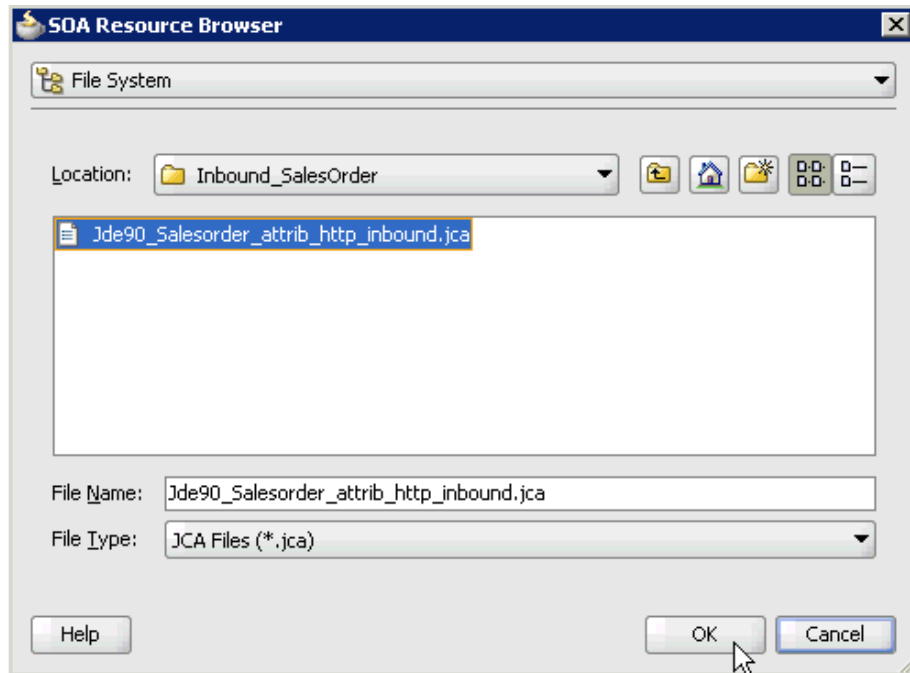 SOA Resource Browser
File System
Location: Inbound_SalesOrder
Jde90_Salesorder_attrib_http_inbound.jca
File Name: Jde90_Salesorder_attrib_http_inbound.jca
File Type: JCA Files (*.jca)
Help OK Cancel